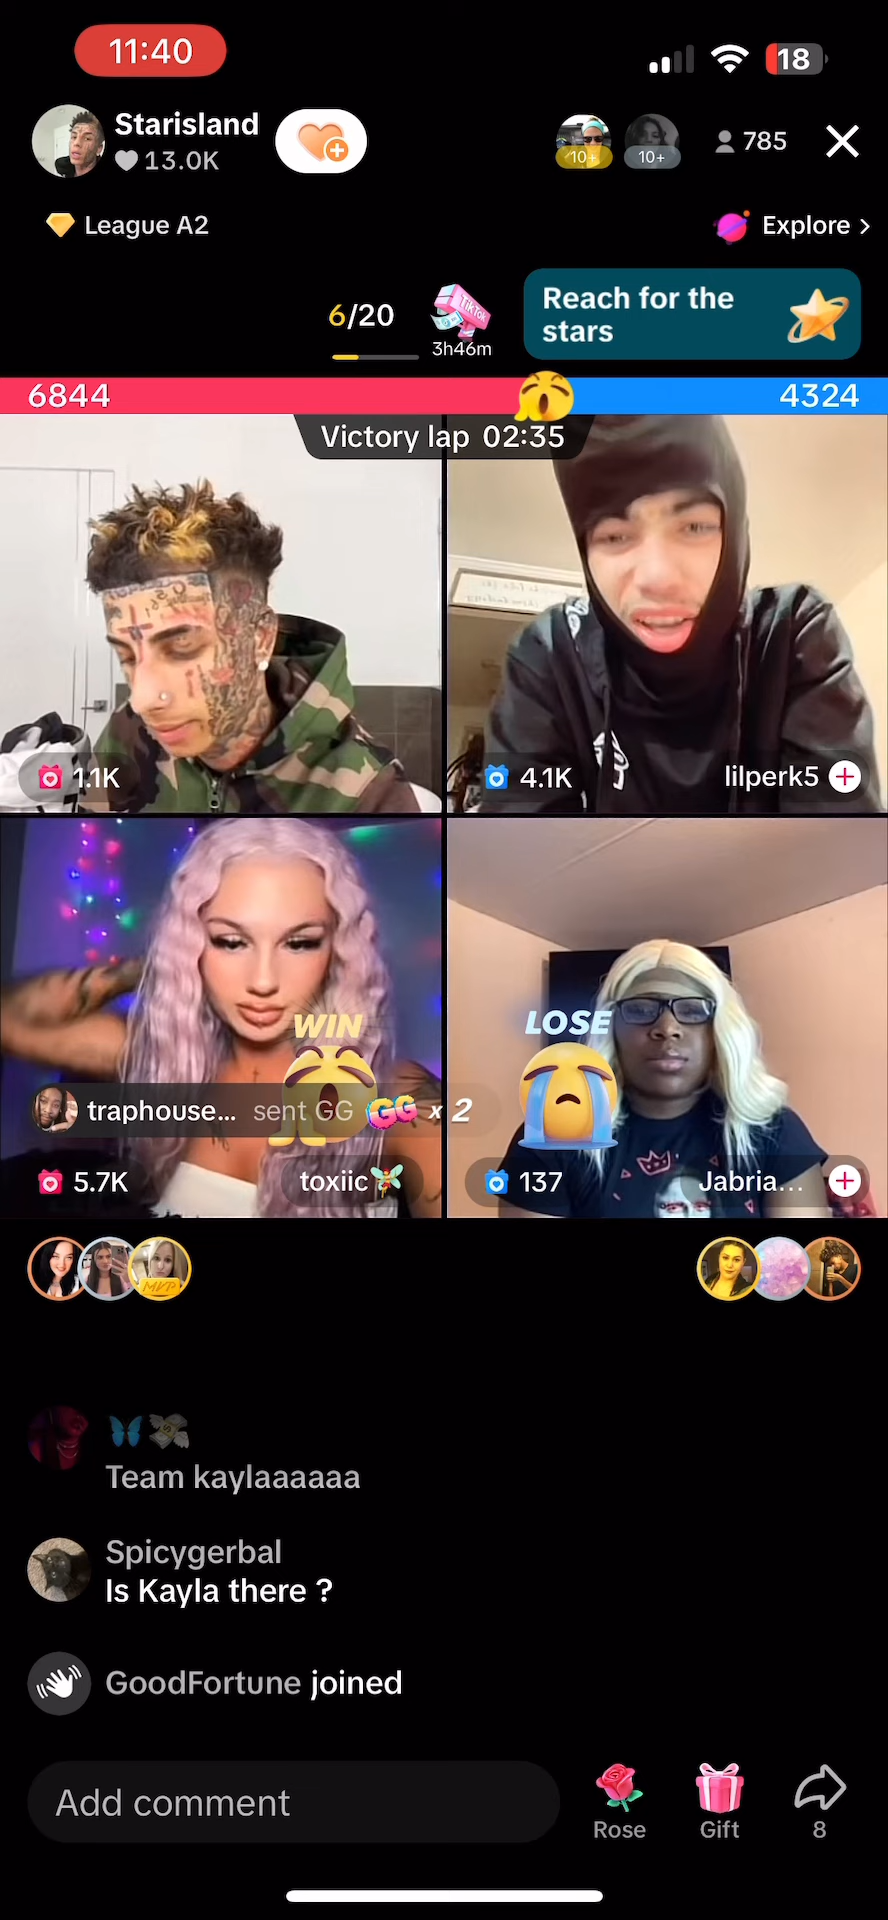 11:40
18
Starisland
13.0K
10+
10+
785
League A2
Explore >
6/20
TikTok
3h46m
Reach for the
stars
6844
4324
Victory lap 02:35
1.1K
4.1K
lilperk5
WIN
LOSE
traphouse... sent GG GG x 2
5.7K
toxiic
137
Jabria...
MVP
Team kaylaaaaaa
Spicygerbal
Is Kayla there ?
GoodFortune joined
Add comment
Rose
Gift
8